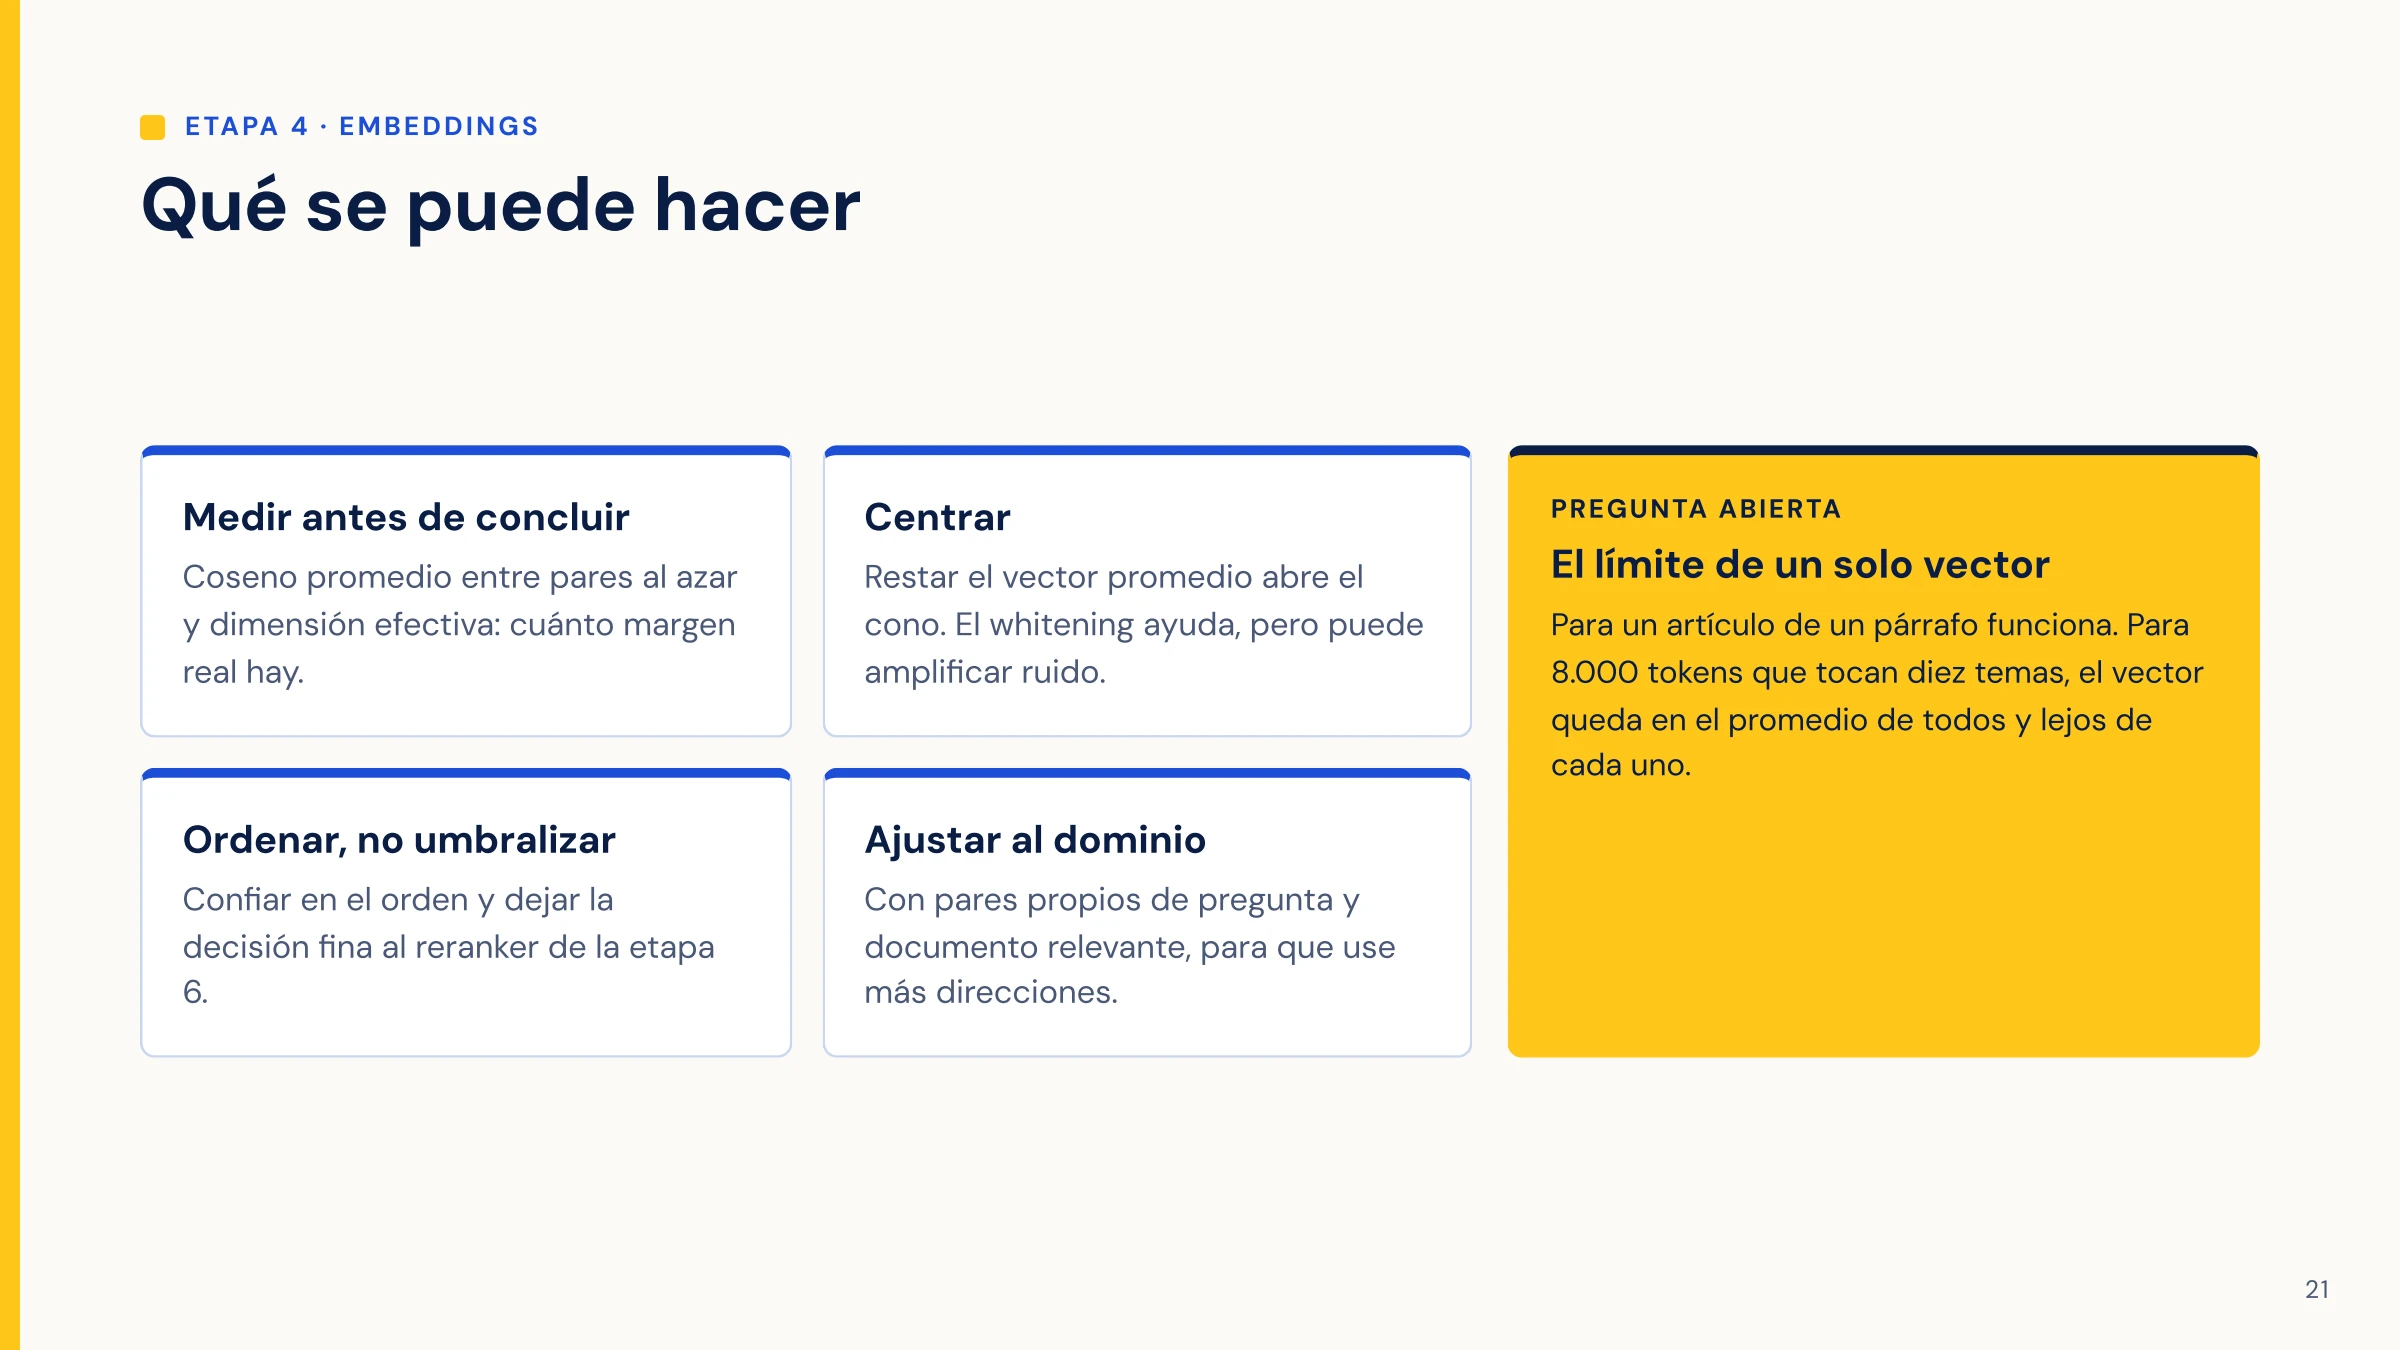 ETAPA 4 · EMBEDDINGS
Qué se puede hacer
Medir antes de concluir
Coseno promedio entre pares al azar
y dimensión efectiva: cuánto margen
real hay.
Centrar
Restar el vector promedio abre el
cono. El whitening ayuda, pero puede
amplificar ruido.
Ordenar, no umbralizar
Confiar en el orden y dejar la
decisión fina al reranker de la etapa
6.
Ajustar al dominio
Con pares propios de pregunta y
documento relevante, para que use
más direcciones.
PREGUNTA ABIERTA
El límite de un solo vector
Para un artículo de un párrafo funciona. Para
8.000 tokens que tocan diez temas, el vector
queda en el promedio de todos y lejos de
cada uno.
21